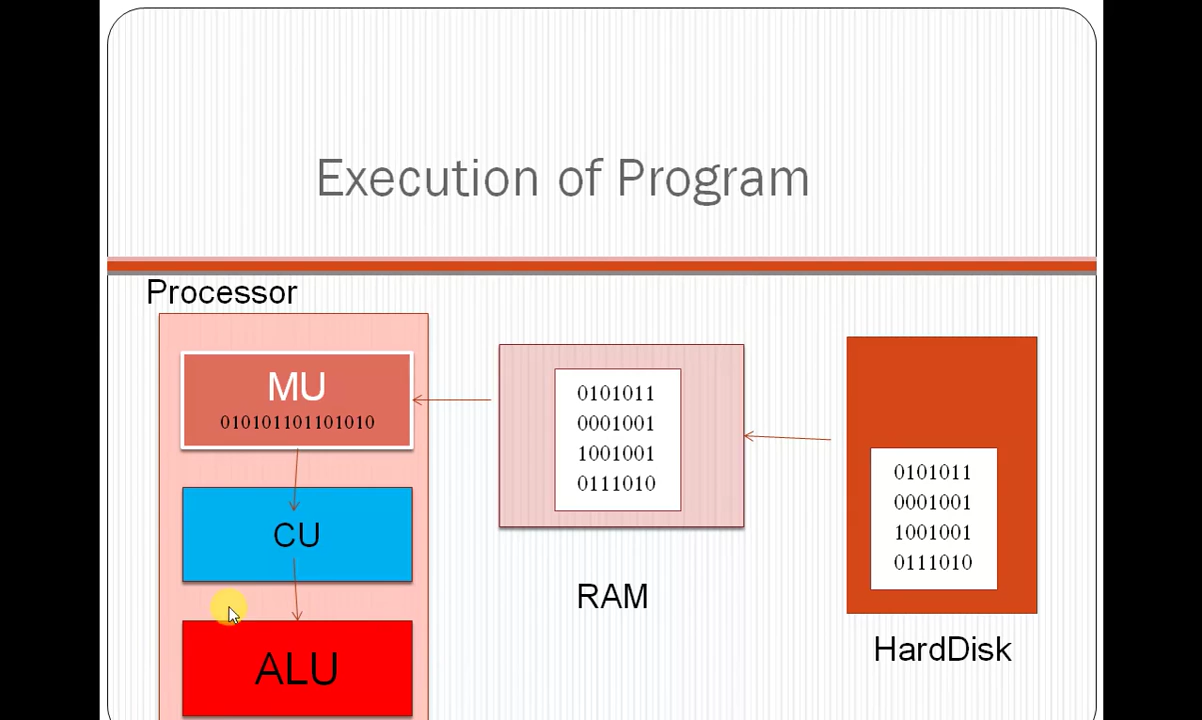 Execution of Program
Processor
MU
010101101101010
CU
ALU
0101011
0001001
1001001
0111010
RAM
0101011
0001001
1001001
0111010
HardDisk